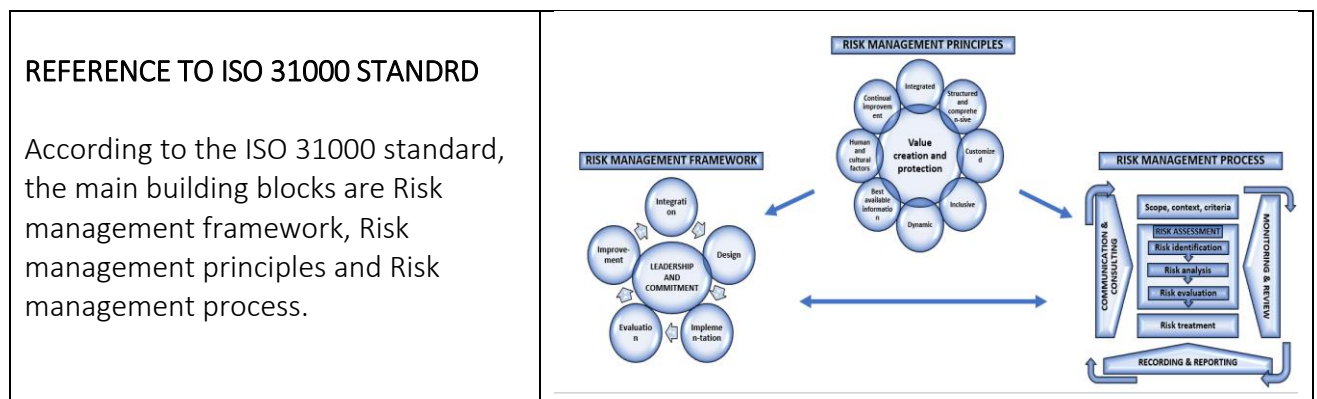 REFERENCE TO ISO 31000 STANDRD
According to the ISO 31000 standard,
the main building blocks are Risk
management framework, Risk
management principles and Risk
management process.
RISK MANAGEMENT PRINCIPLES
Integrated
Structured
and
comprehe
n-sive
Customize
d
Inclusive
Dynamic
Best
available
informatio
n
Human
and
cultural
factors
Continual
improvem
ent
Value
creation and
protection
RISK MANAGEMENT FRAMEWORK
Integrati
on
Design
Impleme
n-tation
Evaluatio
n
Improve-
ment
LEADERSHIP
AND
COMMITMENT
RISK MANAGEMENT PROCESS
Scope, context, criteria
RISK ASSESSMENT
Risk identification
Risk analysis
Risk evaluation
Risk treatment
COMMUNICATION &
CONSULTING
MONITORING & REVIEW
RECORDING & REPORTING